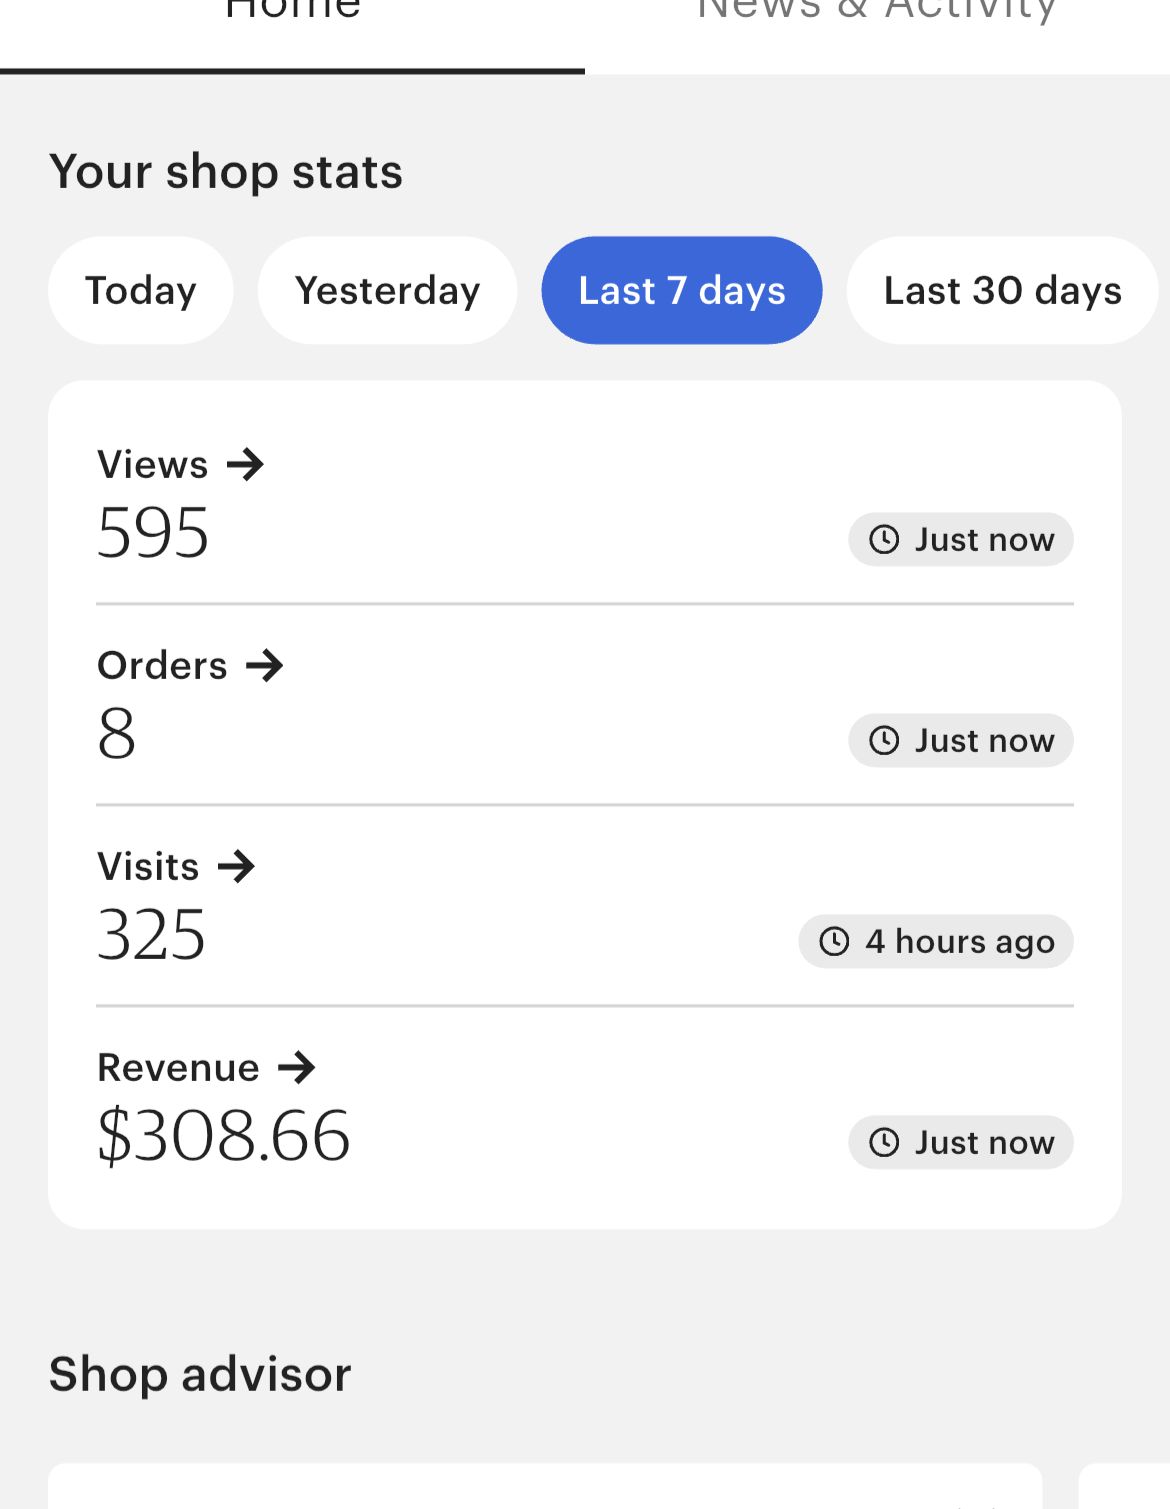 Home
News & Activity
Your shop stats
Today
Yesterday
Last 7 days
Last 30 days
Views →
595
Just now
Orders →
8
Just now
Visits →
325
4 hours ago
Revenue →
$308.66
Just now
Shop advisor